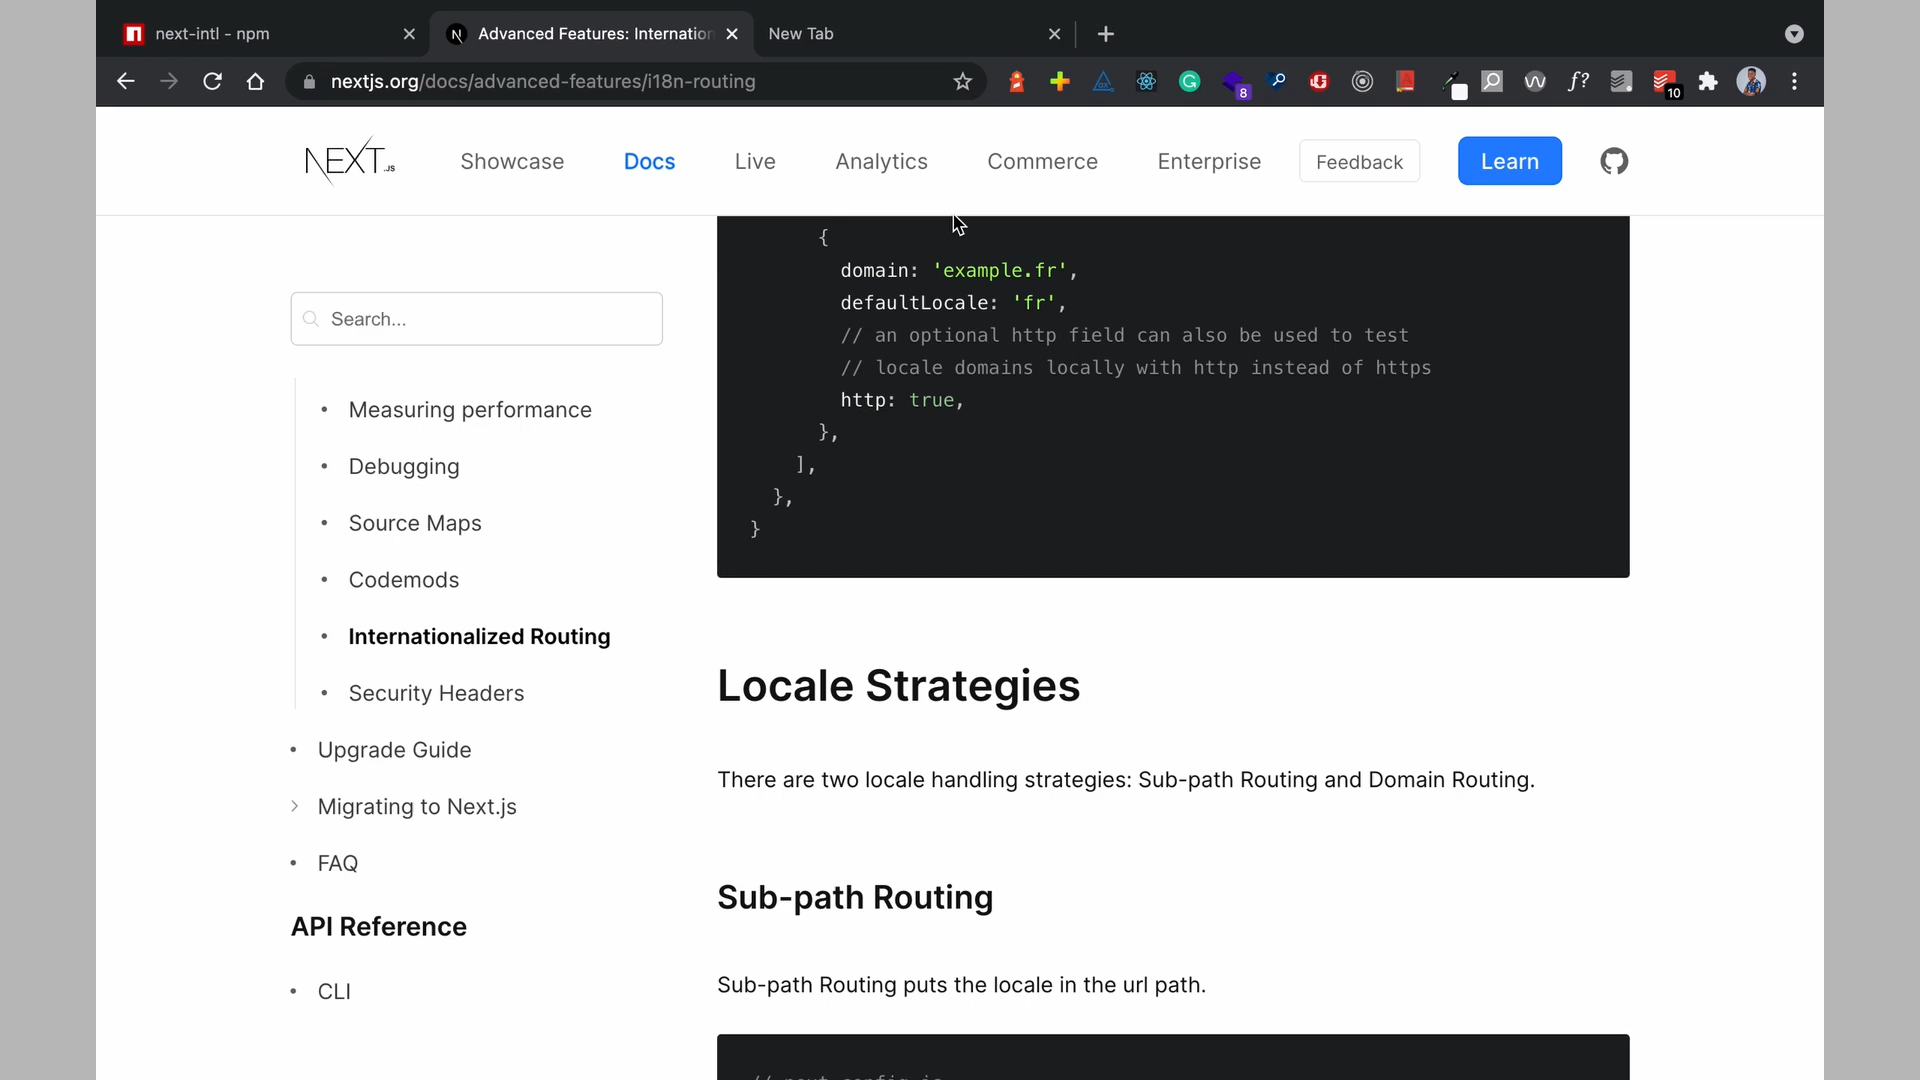 next-intl - npm
Advanced Features: Internation
New Tab
nextjs.org/docs/advanced-features/i18n-routing
8
f?
10
NEXT.JS
Showcase
Docs
Live
Analytics
Commerce
Enterprise
Feedback
Learn
Search...
Measuring performance
Debugging
Source Maps
Codemods
Internationalized Routing
Security Headers
Upgrade Guide
Migrating to Next.js
FAQ
API Reference
CLI
{
domain: 'example.fr',
defaultLocale: 'fr',
// an optional http field can also be used to test
// locale domains locally with http instead of https
http: true,
},
],
},
}
Locale Strategies
There are two locale handling strategies: Sub-path Routing and Domain Routing.
Sub-path Routing
Sub-path Routing puts the locale in the url path.